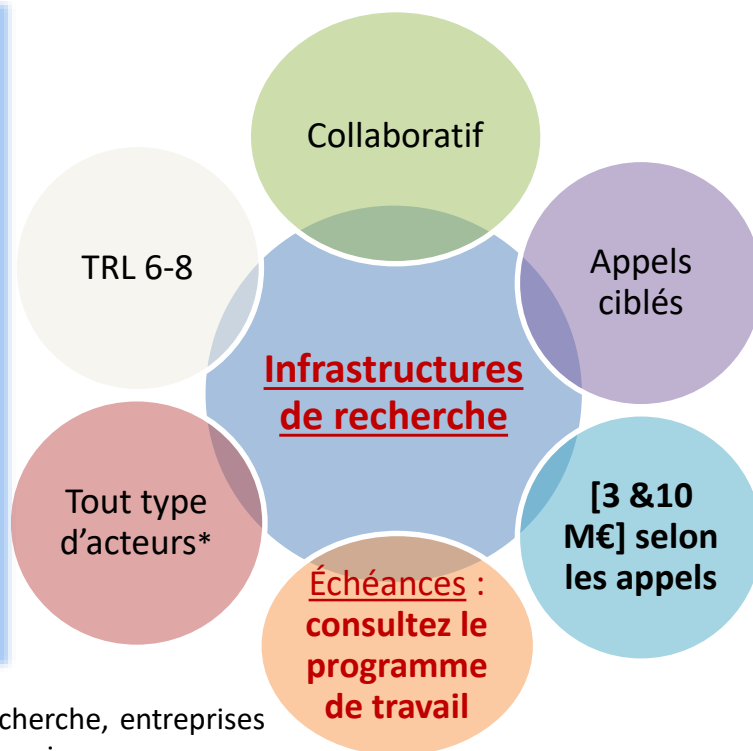 Collaboratif
TRL 6-8
Appels
ciblés
Infrastructures
de recherche
Tout type
d'acteurs*
[3 &10
M€] selon
les appels
Échéances :
consultez le
programme
de travail
cherche, entreprises